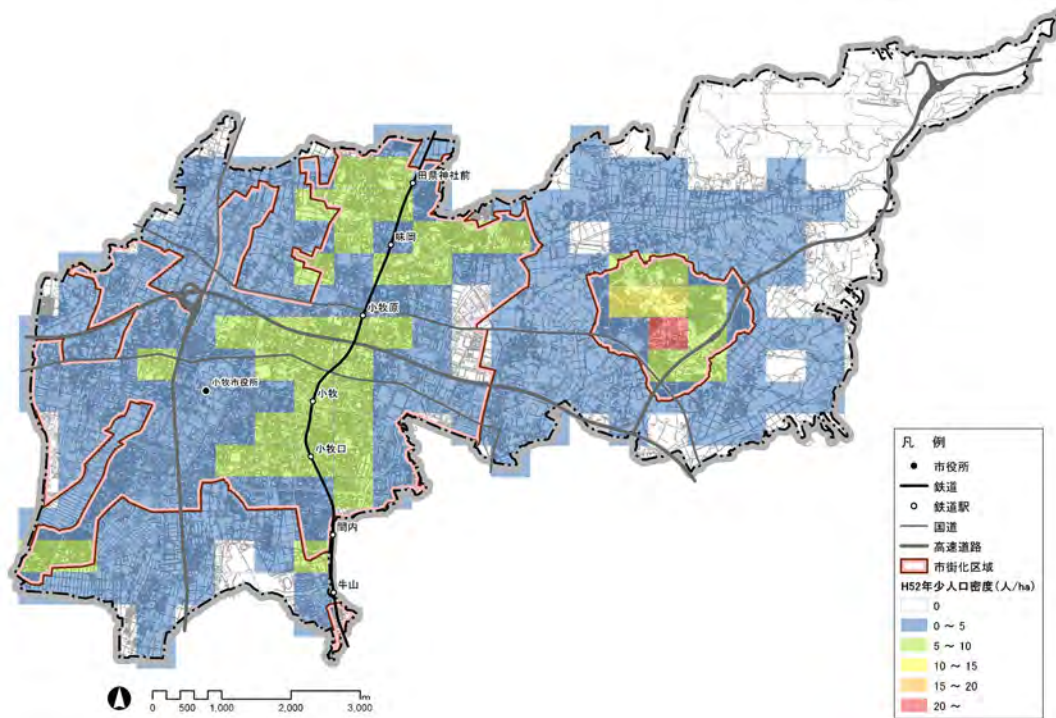 田県神社前
味岡
小牧原
小牧市役所
小牧
小牧口
間内
牛山
凡 例
市役所
鉄道
鉄道駅
国道
高速道路
市街化区域
H52年少人口密度(人/ha)
0
0 ～ 5
5 ～ 10
10 ～ 15
15 ～ 20
20 ～
0 500 1,000 2,000 3,000 m